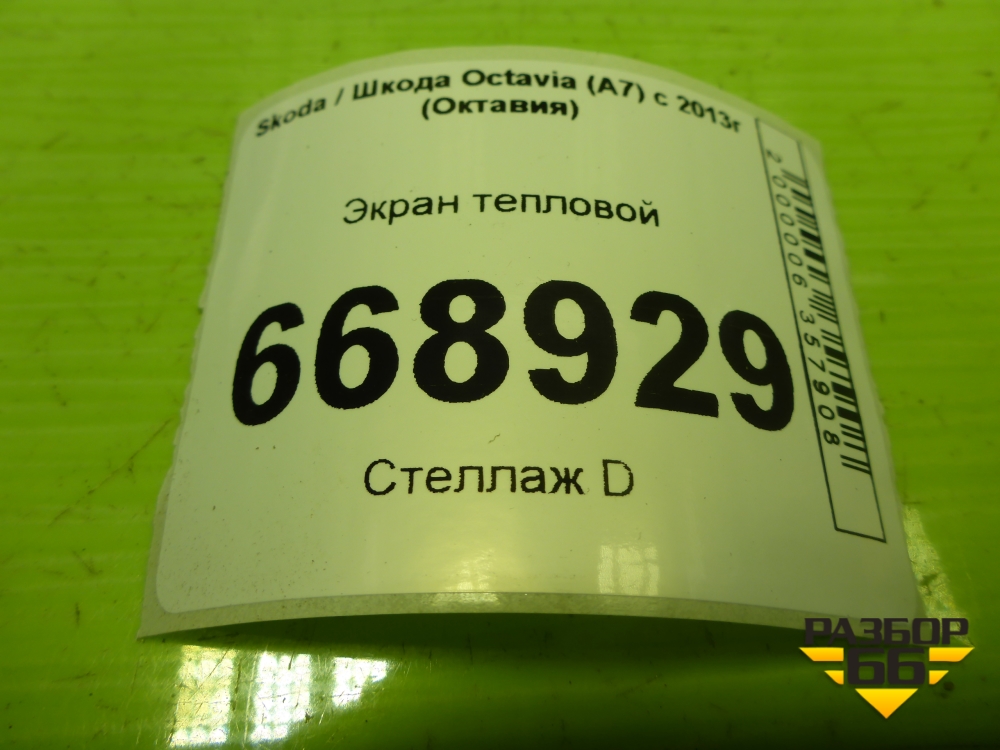 Skoda / Шкода Octavia (A7) с 2013г
(Октавия)
Экран тепловой
668929
Стеллаж D
2000006357908
РАЗБОР
66